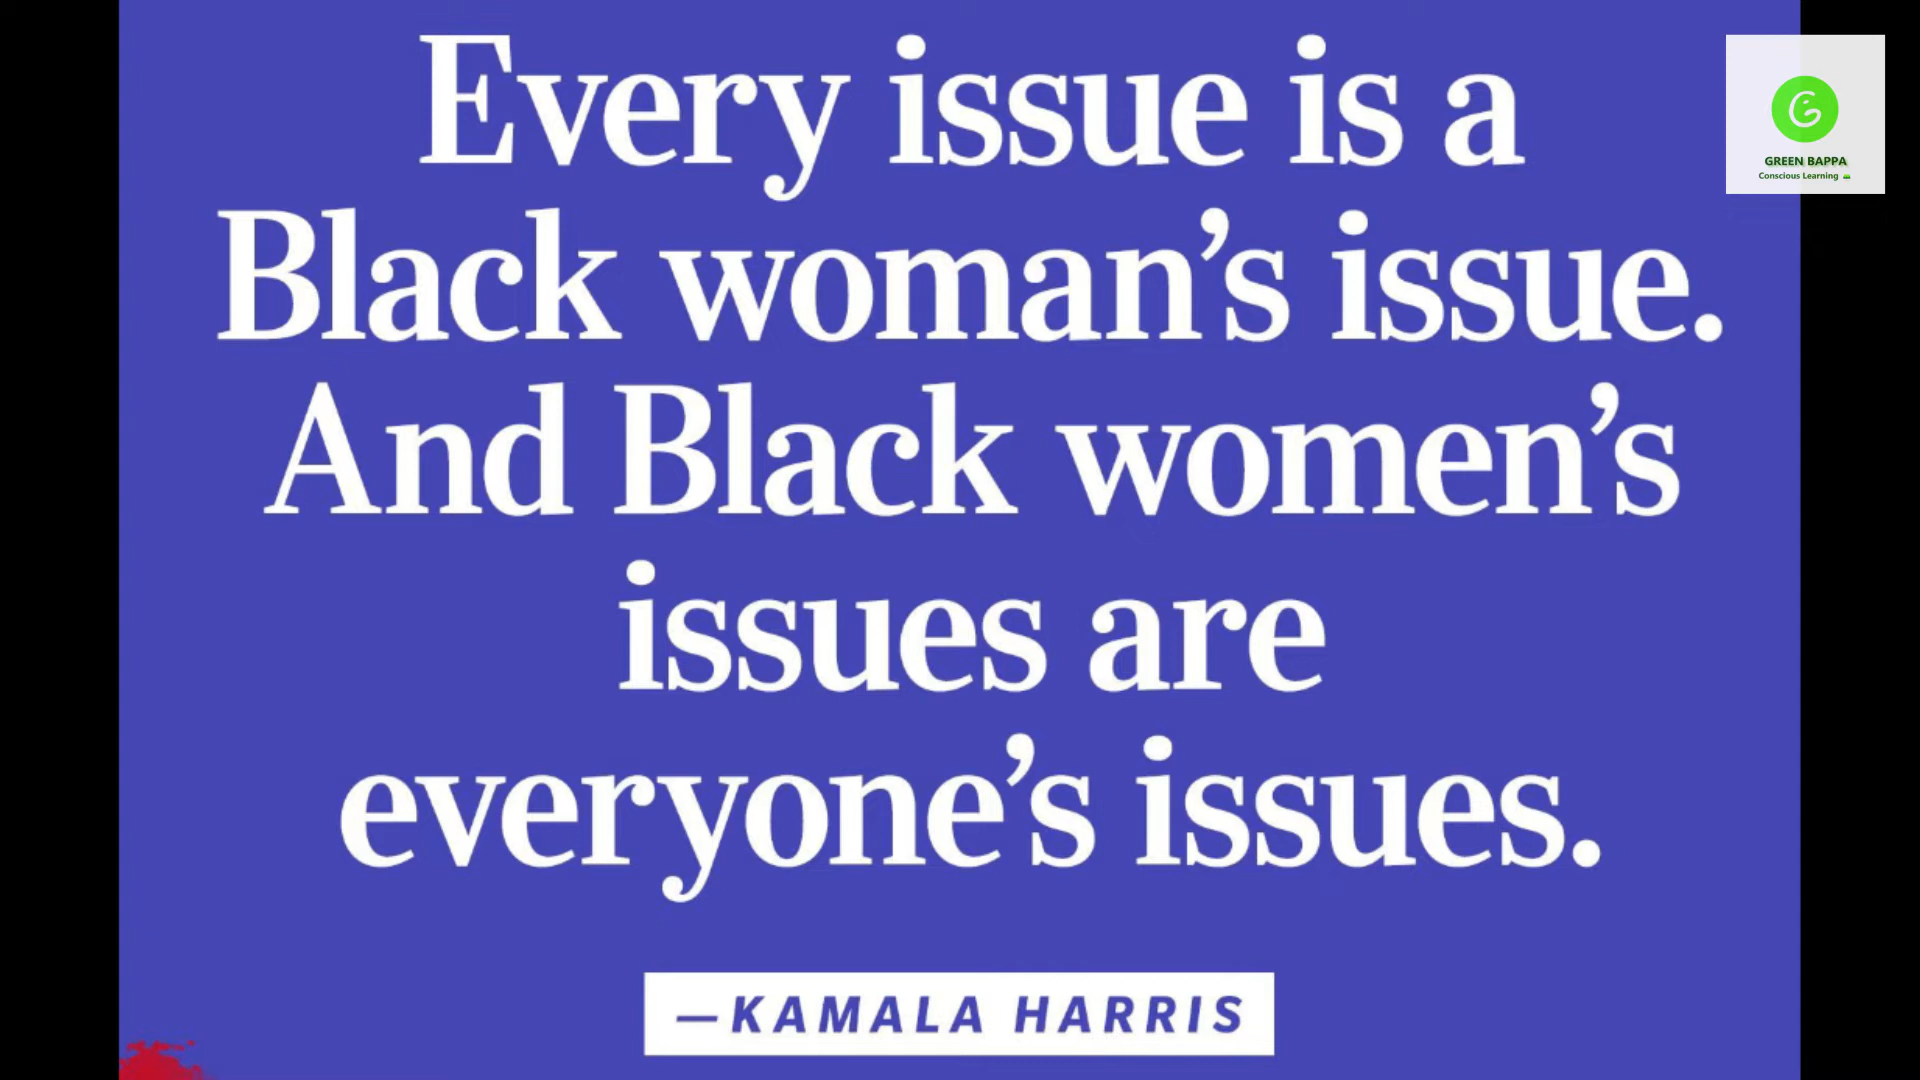 Every issue is a
Black woman’s issue.
And Black women’s
issues are
everyone’s issues.
—KAMALA HARRIS
GREEN BAPPA
Conscious Learning